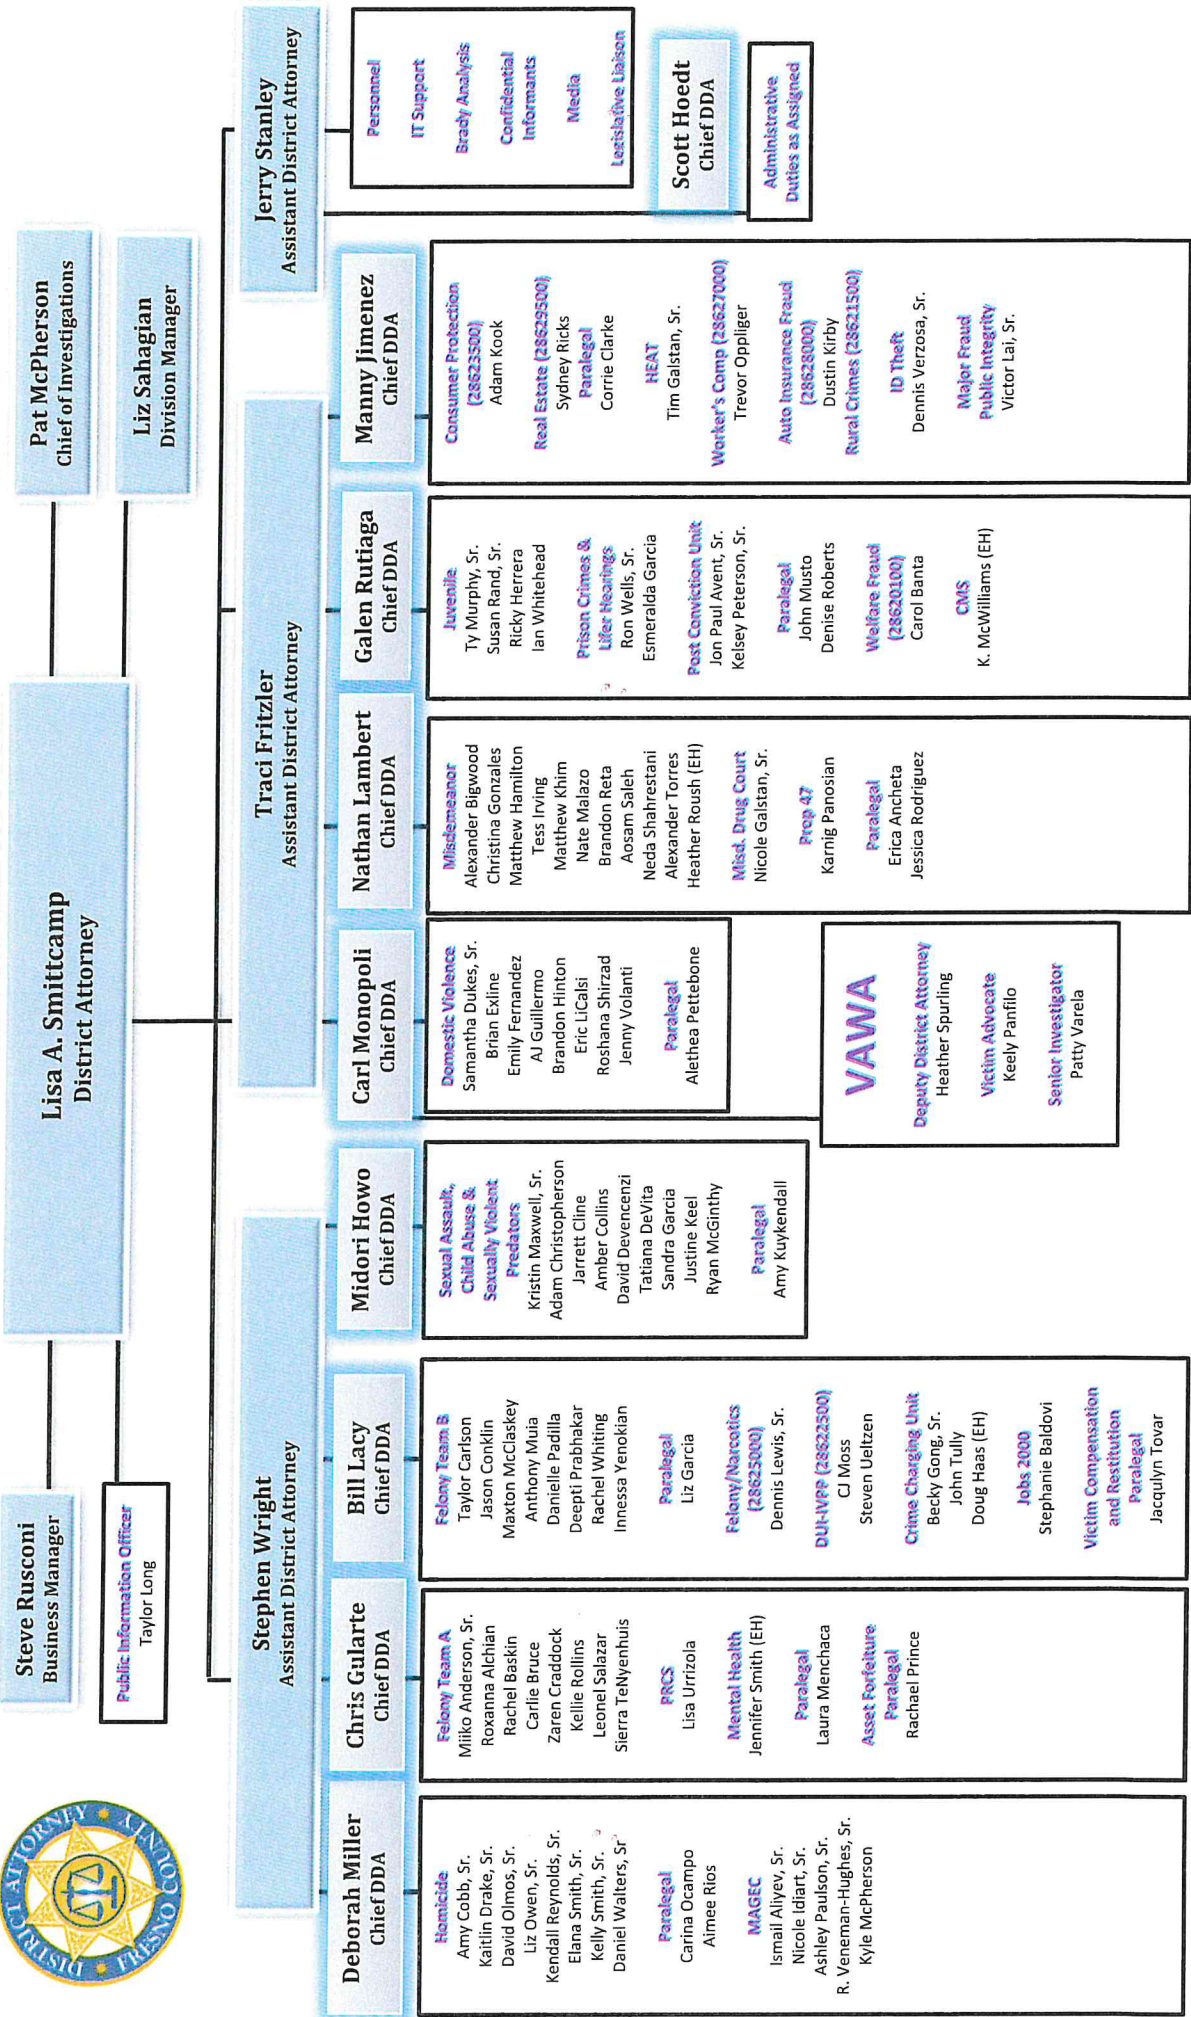 DISTRICT ATTORNEY
FRESNO COUNTY
Steve Rusconi
Business Manager
Public Information Officer
Taylor Long
Lisa A. Smittcamp
District Attorney
Pat McPherson
Chief of Investigations
Liz Sahagian
Division Manager
Stephen Wright
Assistant District Attorney
Traci Fritzler
Assistant District Attorney
Jerry Stanley
Assistant District Attorney
Deborah Miller
Chief DDA
Homicide
Amy Cobb, Sr.
Kaitlin Drake, Sr.
David Olmos, Sr.
Liz Owen, Sr.
Kendall Reynolds, Sr.
Elana Smith, Sr.
Kelly Smith, Sr.
Daniel Walters, Sr
Paralegal
Carina Ocampo
Aimee Rios
MAGEC
Ismail Aliyev, Sr.
Nicole Idiart, Sr.
Ashley Paulson, Sr.
R. Veneman-Hughes, Sr.
Kyle McPherson
Chris Gularte
Chief DDA
Felony Team A
Miiko Anderson, Sr.
Roxanna Alchian
Rachel Baskin
Carlie Bruce
Zaren Craddock
Kellie Rollins
Leonel Salazar
Sierra TeNyenhuis
PRCS
Lisa Urrizola
Mental Health
Jennifer Smith (EH)
Paralegal
Laura Menchaca
Asset Forfeiture
Paralegal
Rachael Prince
Bill Lacy
Chief DDA
Felony Team B
Taylor Carlson
Jason Conklin
Maxton McClaskey
Anthony Muia
Danielle Padilla
Deepti Prabhakar
Rachel Whiting
Innessa Yenokian
Paralegal
Liz Garcia
Felony/Narcotics
(28625000)
Dennis Lewis, Sr.
DUI-IVPP (28622500)
CJ Moss
Steven Ueltzen
Crime Charging Unit
Becky Gong, Sr.
John Tully
Doug Haas (EH)
Jobs 2000
Stephanie Baldovi
Victim Compensation
and Restitution
Paralegal
Jacqulyn Tovar
Midori Howo
Chief DDA
Sexual Assault,
Child Abuse &
Sexually Violent
Predators
Kristin Maxwell, Sr.
Adam Christopherson
Jarrett Cline
Amber Collins
David Devencenzi
Tatiana DeVita
Sandra Garcia
Justine Keel
Ryan McGinthy
Paralegal
Amy Kuykendall
Carl Monopoli
Chief DDA
Domestic Violence
Samantha Dukes, Sr.
Brian Exline
Emily Fernandez
AJ Guillermo
Brandon Hinton
Eric LiCalsi
Roshana Shirzad
Jenny Volanti
Paralegal
Alethea Pettebone
VAWA
Deputy District Attorney
Heather Spurling
Victim Advocate
Keely Panfilo
Senior Investigator
Patty Varela
Nathan Lambert
Chief DDA
Misdemeanor
Alexander Bigwood
Christina Gonzales
Matthew Hamilton
Tess Irving
Matthew Khim
Nate Malazo
Brandon Reta
Aosam Saleh
Neda Shahrestani
Alexander Torres
Heather Roush (EH)
Misd. Drug Court
Nicole Galstan, Sr.
Prop 47
Karnig Panosian
Paralegal
Erica Ancheta
Jessica Rodriguez
Galen Rutiaga
Chief DDA
Juvenile
Ty Murphy, Sr.
Susan Rand, Sr.
Ricky Herrera
Ian Whitehead
Prison Crimes &
Lifer Hearings
Ron Wells, Sr.
Esmeralda Garcia
Post Conviction Unit
Jon Paul Avent, Sr.
Kelsey Peterson, Sr.
Paralegal
John Musto
Denise Roberts
Welfare Fraud
(28620100)
Carol Banta
CMS
K. McWilliams (EH)
Manny Jimenez
Chief DDA
Consumer Protection
(28623500)
Adam Kook
Real Estate (28629500)
Sydney Ricks
Paralegal
Corrie Clarke
HEAT
Tim Galstan, Sr.
Worker's Comp (28627000)
Trevor Oppliger
Auto Insurance Fraud
(28628000)
Dustin Kirby
Rural Crimes (28621500)
ID Theft
Dennis Verzosa, Sr.
Major Fraud
Public Integrity
Victor Lai, Sr.
Personnel
IT Support
Brady Analysis
Confidential
Informants
Media
Legislative Liaison
Scott Hoedt
Chief DDA
Administrative
Duties as Assigned